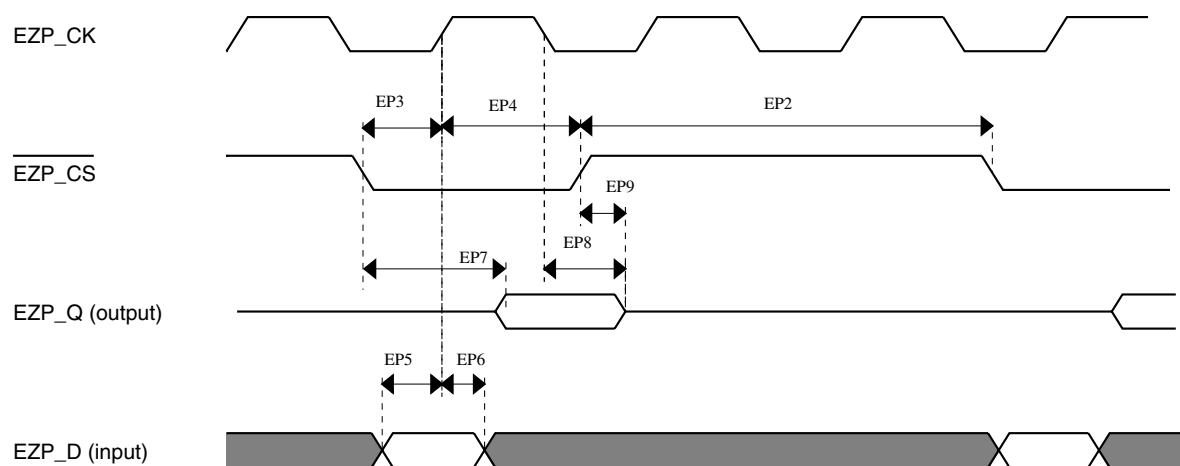 EZP_CK
EP3
EP4
EP2
EZP_CS
EP9
EP8
EP7
EZP_Q (output)
EP5
EP6
EZP_D (input)